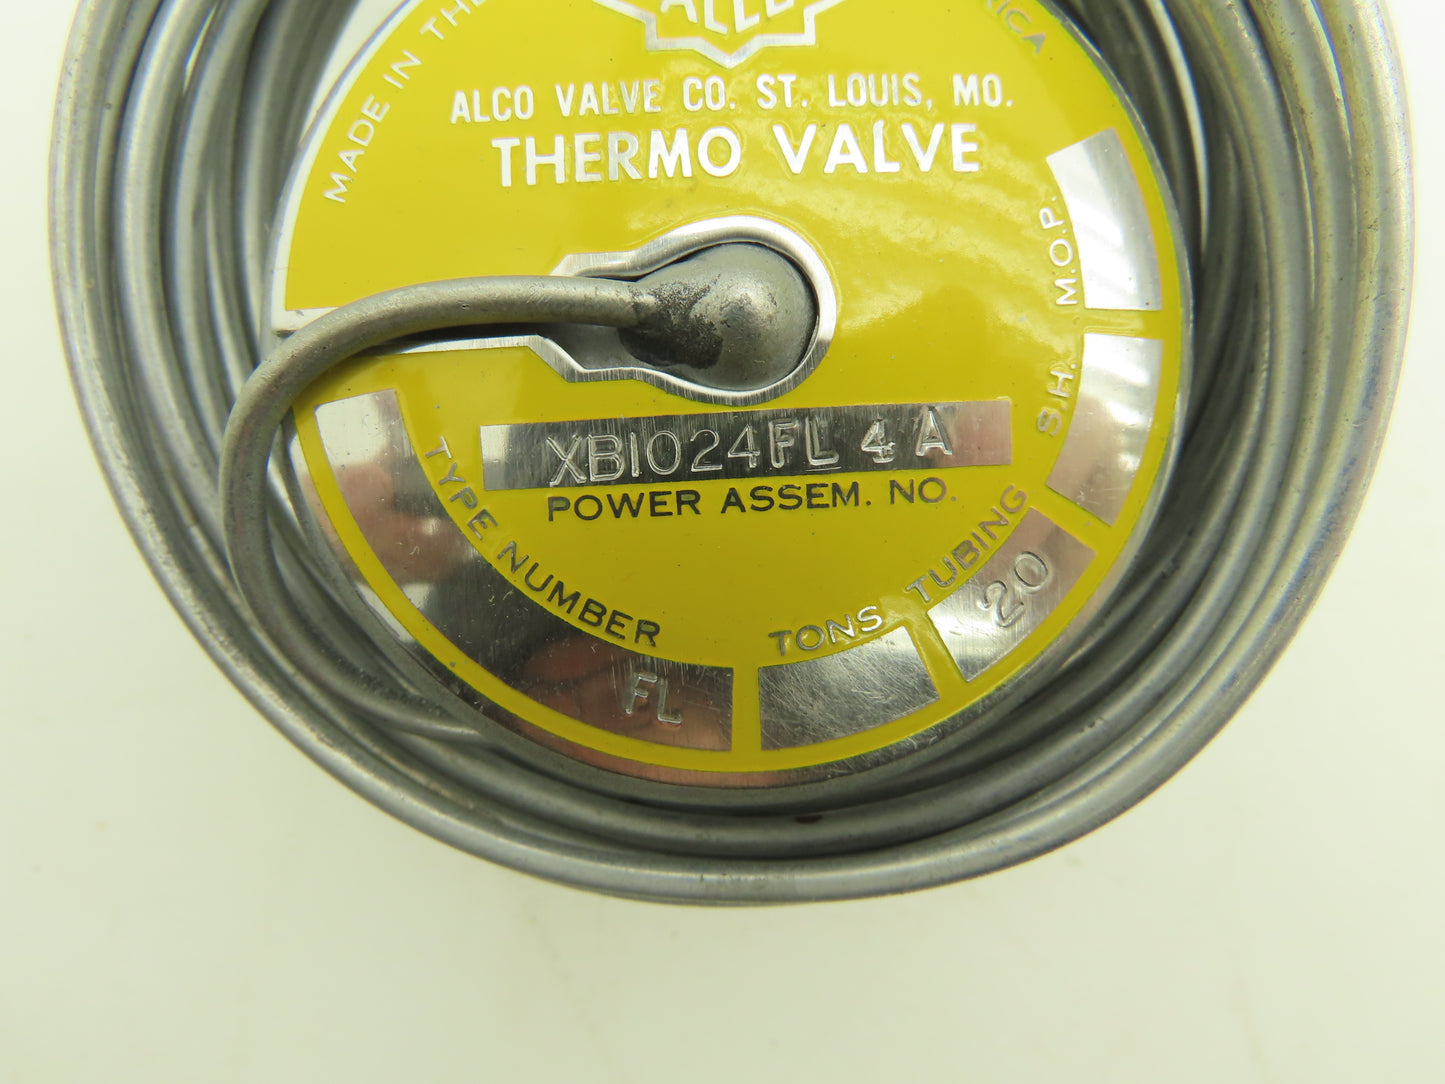 ALCO
MADE IN THE
ALCO VALVE CO. ST. LOUIS, MO.
THERMO VALVE
M.O.P.
S.H.
XB1024FL 4 A
POWER ASSEM. NO.
TYPE NUMBER
FL
TONS
TUBING
20